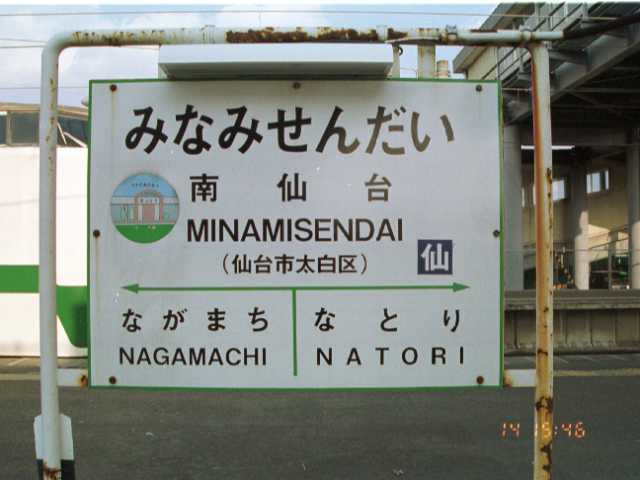 みなみせんだい
南仙台
MINAMISENDAI
(仙台市太白区)
仙
ながまち なとり
NAGAMACHI NATORI
14 15:46